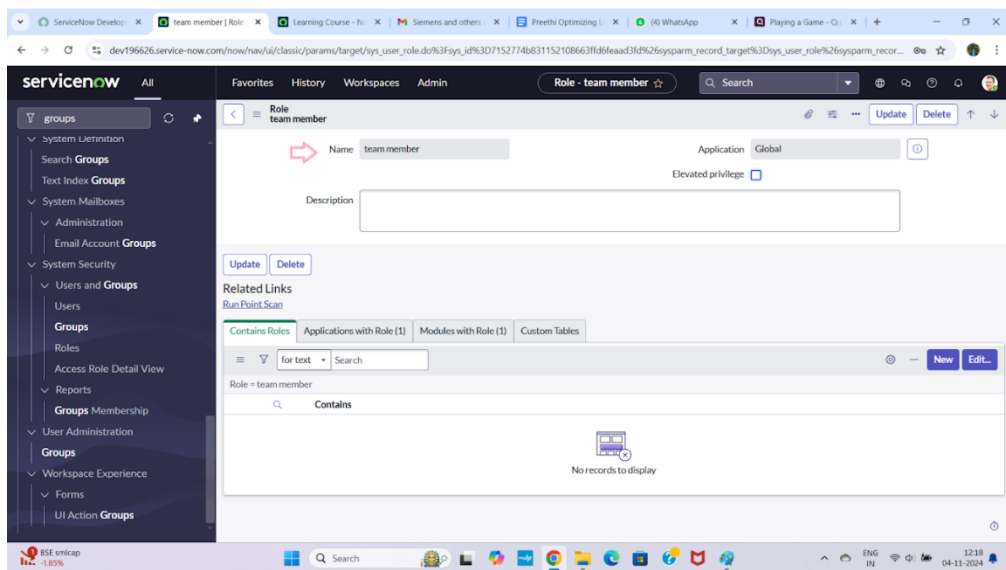 ServiceNow Develop
team member | Role |
Learning Course - No
Siemens and others
Preethi Optimizing U
(4) WhatsApp
Playing a Game - Cu
dev196626.service-now.com/now/nav/ui/classic/params/target/sys_user_role.do%3Fsys_id%3D7152774b831152108663ffd6feaad3fd%26sysparm_record_target%3Dsys_user_role%26sysparm_recor...
servicenow All Favorites History Workspaces Admin Role - team member Search
groups
System Definition
Search Groups
Text Index Groups
System Mailboxes
Administration
Email Account Groups
System Security
Users and Groups
Users
Groups
Roles
Access Role Detail View
Reports
Groups Membership
User Administration
Groups
Workspace Experience
Forms
UI Action Groups
Role
team member
Update Delete
Name team member
Application Global
Elevated privilege
Description
Update Delete
Related Links
Run Point Scan
Contains Roles Applications with Role (1) Modules with Role (1) Custom Tables
for text Search New Edit...
Role = team member
Contains
No records to display
BSE smlcap
-1.85%
Search
ENG
IN
12:18
04-11-2024